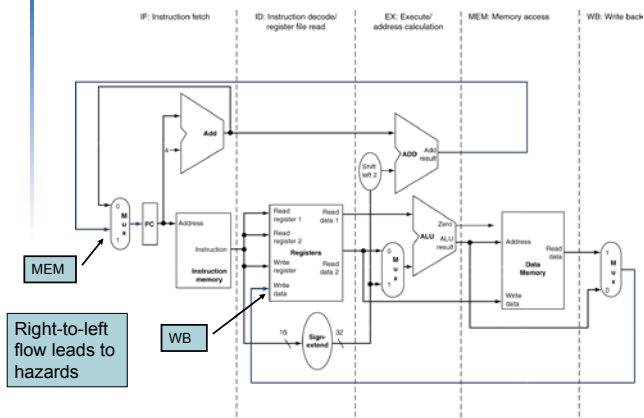 IF: Instruction fetch
ID: Instruction decode/
register file read
EX: Execute/
address calculation
MEM: Memory access
WB: Write back
Add
4
ADD
Add
result
Shift
left 2
0
M
u
x
1
PC
Address
Instruction
Instruction
memory
Read
register 1
Read
data 1
Read
register 2
Registers
Write
register
Read
data 2
Write
data
0
M
u
x
1
Zero
ALU
ALU
result
Address
Read
data
Data
Memory
Write
data
1
M
u
x
0
16
Sign-
extend
32
MEM
WB
Right-to-left
flow leads to
hazards